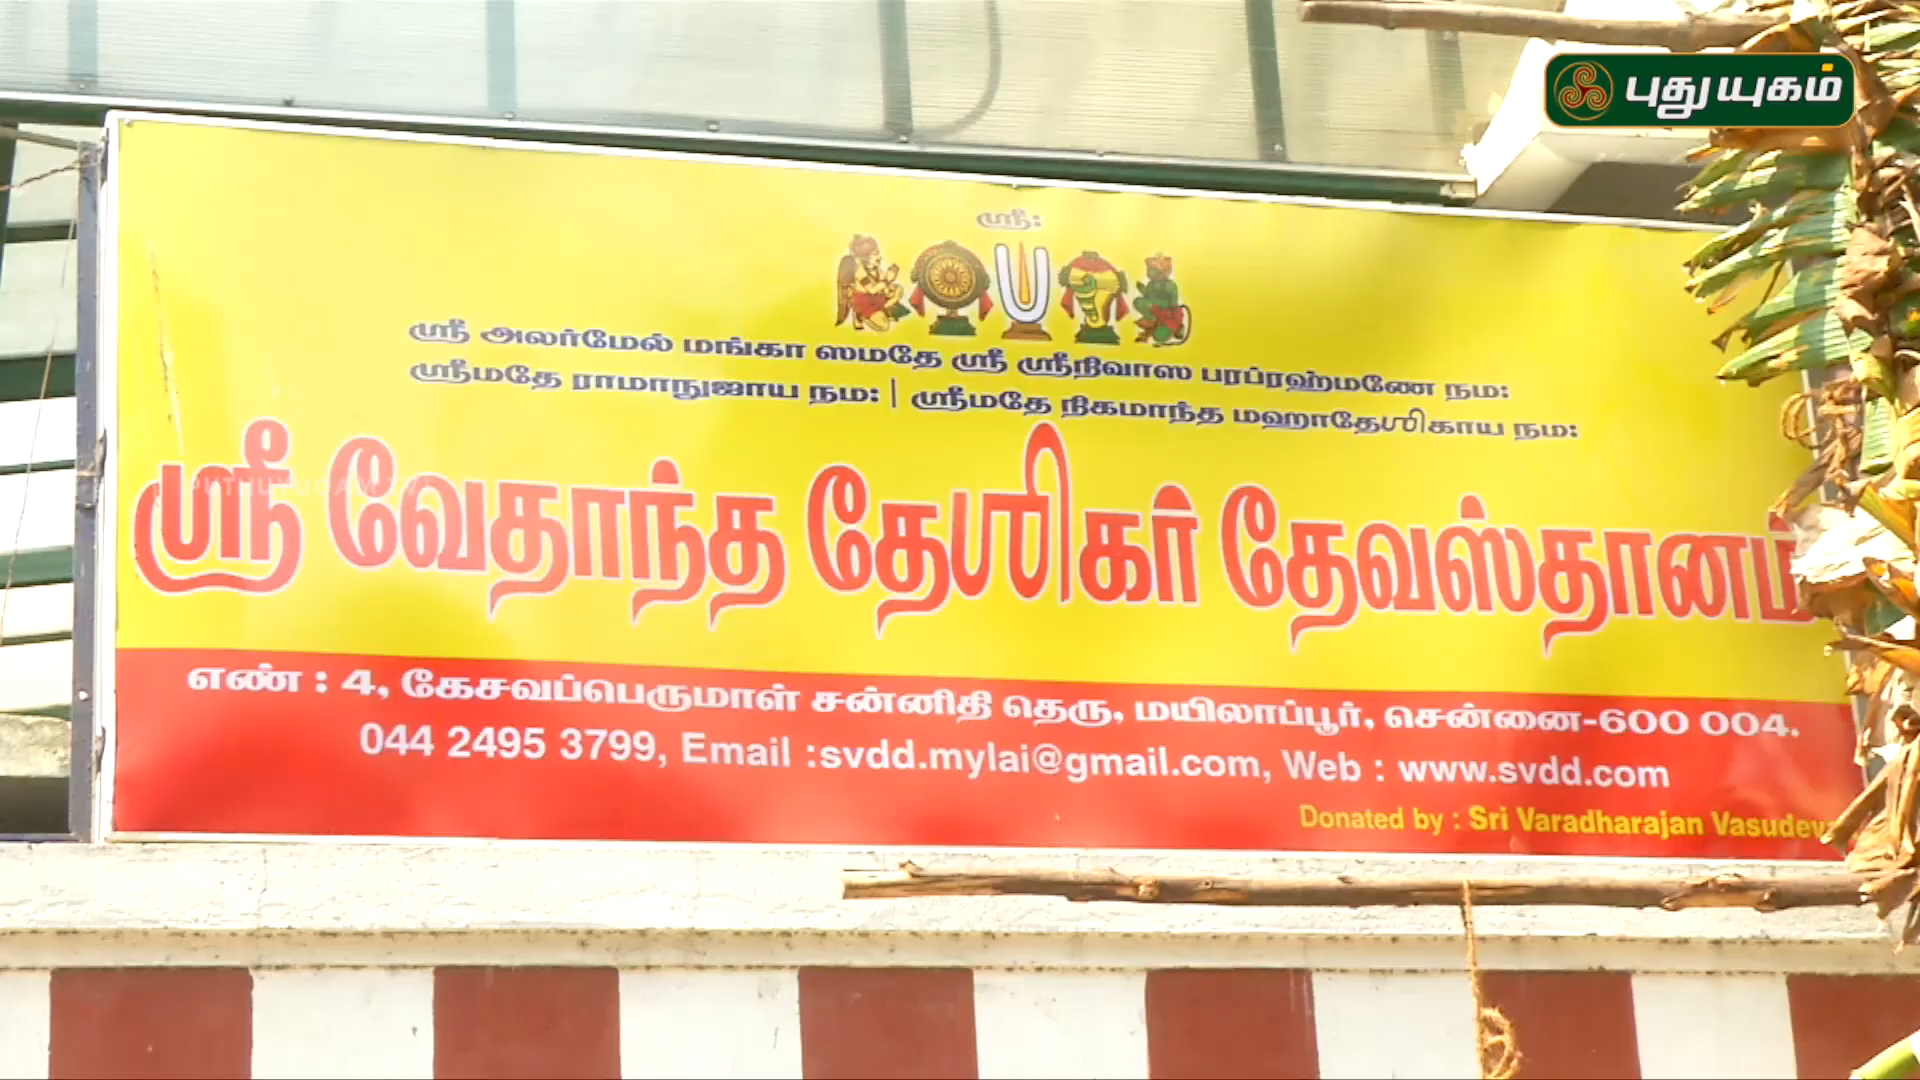 புதுயுகம்
ஸ்ரீ:
ஸ்ரீ அலர்மேல் மங்கா ஸமதே ஸ்ரீ ஸ்ரீநிவாஸ பரப்ரஹ்மணே நம:
ஸ்ரீமதே ராமாநுஜாய நம: | ஸ்ரீமதே நிகமாந்த மஹாதேஶிகாய நம:
ஸ்ரீ வேதாந்த தேஶிகர் தேவஸ்தானம்
PUTHUYUGAM TV
எண் : 4, கேசவப்பெருமாள் சன்னிதி தெரு, மயிலாப்பூர், சென்னை-600 004.
044 2495 3799, Email :svdd.mylai@gmail.com, Web : www.svdd.com
Donated by : Sri Varadharajan